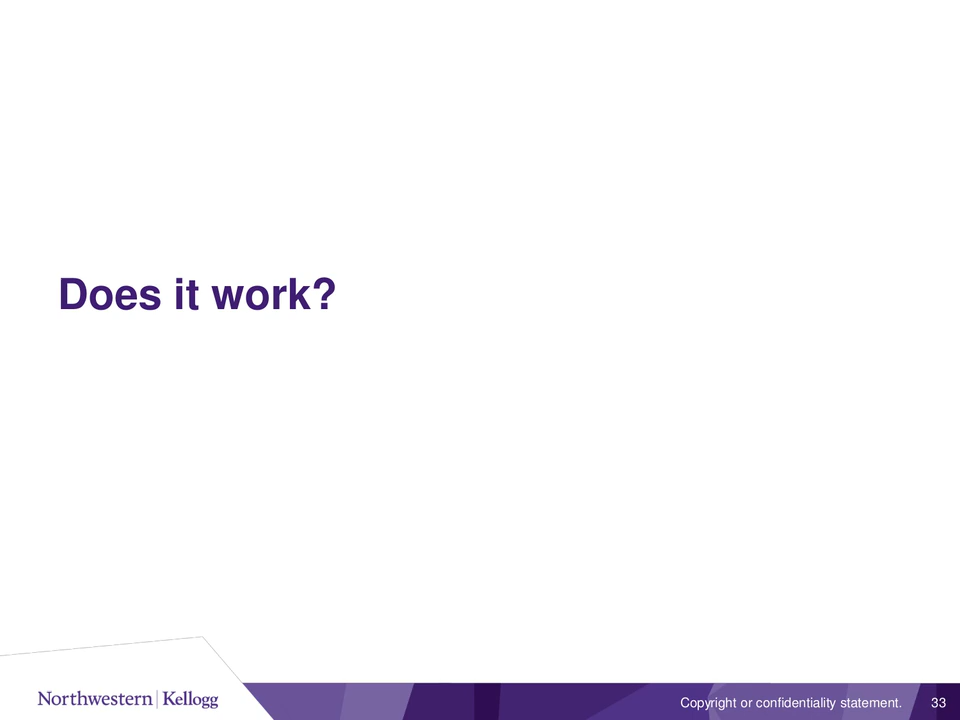 Does it work?
Northwestern | Kellogg
Copyright or confidentiality statement. 33